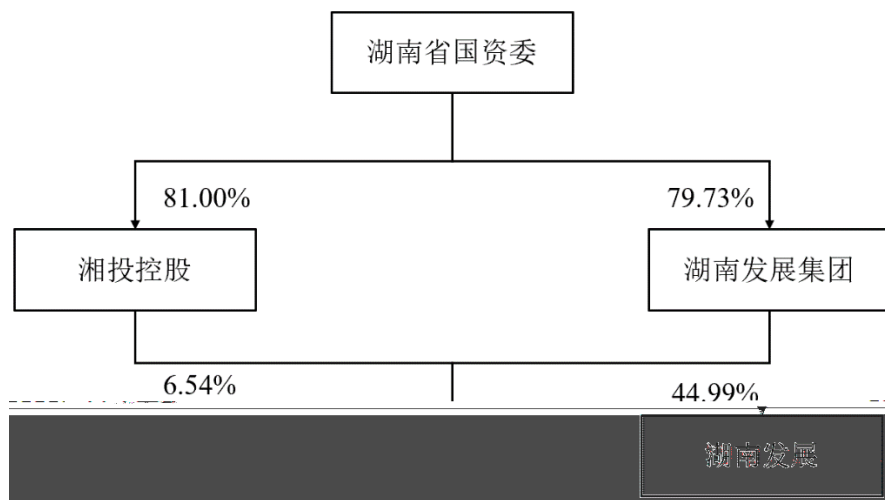 湖南省国资委
81.00%
79.73%
湘投控股
湖南发展集团
6.54%
44.99%
湖南发展